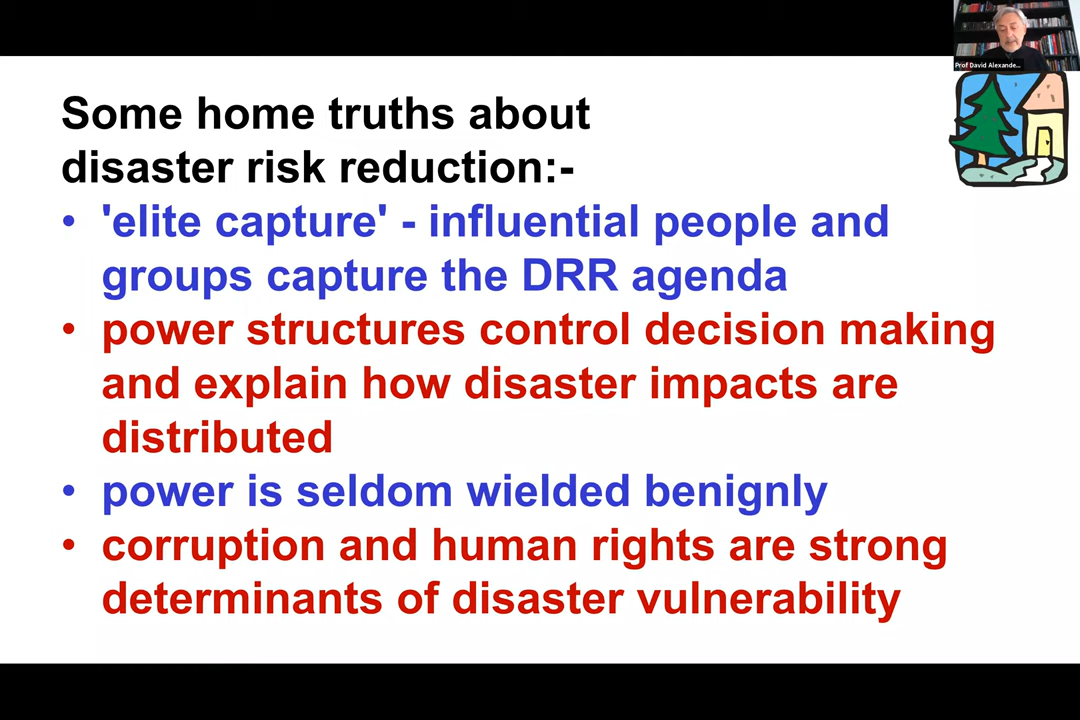 Prof David Alexande...
Some home truths about
disaster risk reduction:-
• 'elite capture' - influential people and
groups capture the DRR agenda
• power structures control decision making
and explain how disaster impacts are
distributed
• power is seldom wielded benignly
• corruption and human rights are strong
determinants of disaster vulnerability